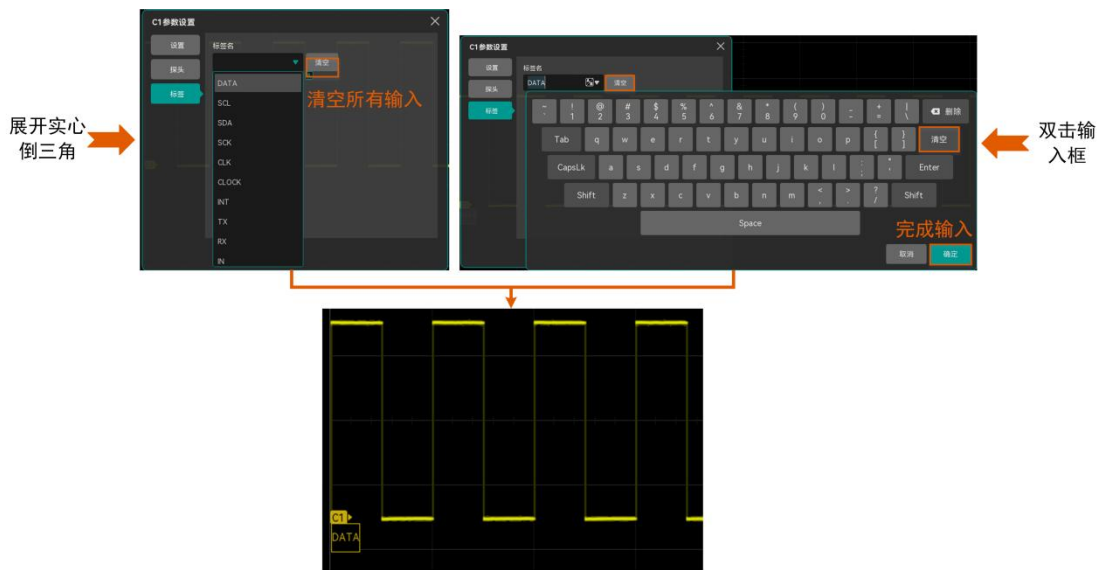 展开实心
倒三角
C1参数设置
设置
标签名
清空
探头
标签
清空所有输入
DATA
SCL
SDA
SCK
CLK
CLOCK
INT
TX
RX
IN
C1参数设置
设置
标签名
DATA
清空
探头
标签
~ ! @ # $ % ^ & * ( ) _ + |
` 1 2 3 4 5 6 7 8 9 0 - = \ 删除
Tab q w e r t y u i o p { [ } ] 清空
CapsLk a s d f g h j k l : ; " ' Enter
Shift z x c v b n m < , > . ? / Shift
Space
完成输入
取消 确定
双击输
入框
C1
DATA